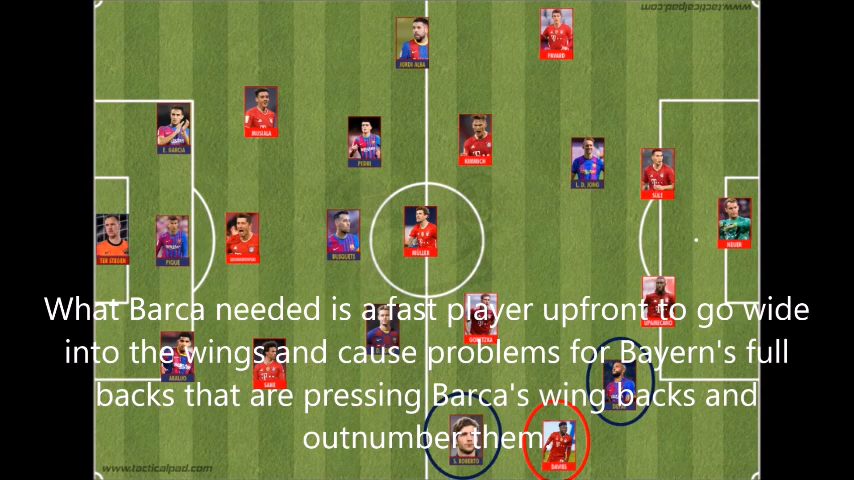 www.tacticalpad.com
JORDI ALBA
PAVARD
MUSIALA
E. GARCIA
PEDRI
KIMMICH
L. D. JONG
SULE
TER STEGEN
PIQUE
LEWANDOWSKI
BUSQUETS
MULLER
NEUER
UPAMECANO
What Barca needed is a fast player upfront to go wide
into the wings and cause problems for Bayern's full
backs that are pressing Barca's wing backs and
outnumber them.
GORETZKA
ARAUJO
SANE
S. ROBERTO
DAVIES
www.tacticalpad.com